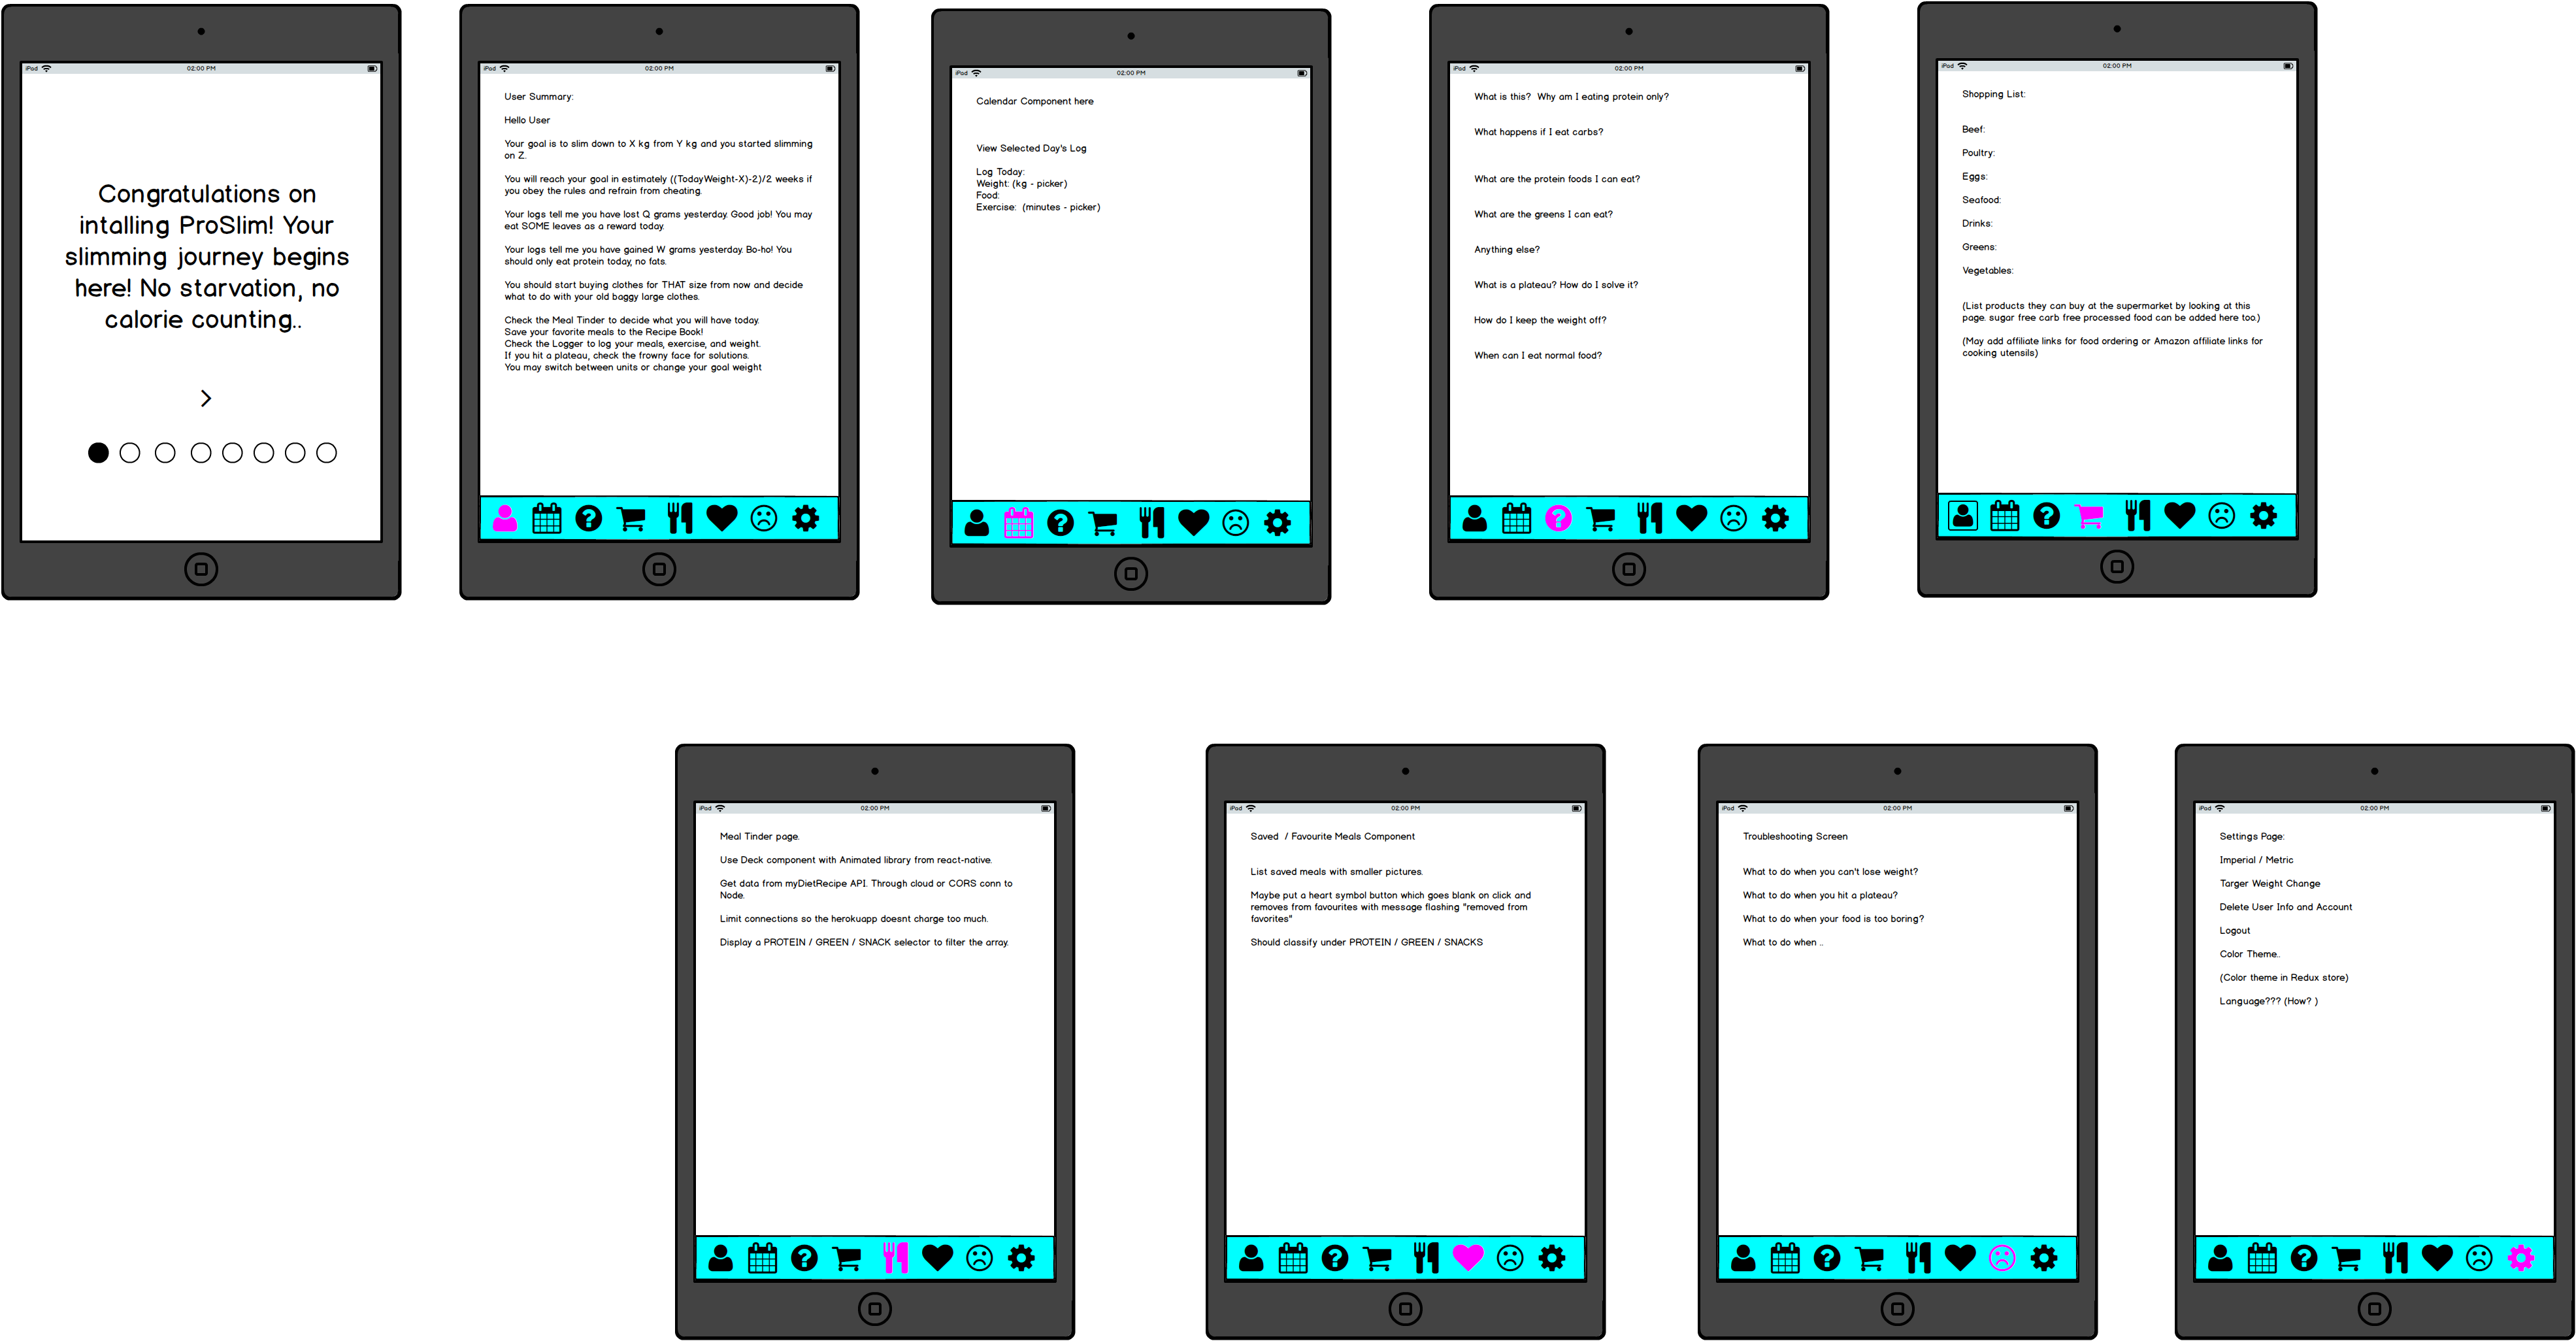 iPod
02:00 PM
Congratulations on
intalling ProSlim! Your
slimming journey begins
here! No starvation, no
calorie counting..
iPod
02:00 PM
User Summary:
Hello User
Your goal is to slim down to X kg from Y kg and you started slimming
on Z.
You will reach your goal in estimately ((TodayWeight-X)-2)/2 weeks if
you obey the rules and refrain from cheating.
Your logs tell me you have lost Q grams yesterday. Good job! You may
eat SOME leaves as a reward today.
Your logs tell me you have gained W grams yesterday. Bo-ho! You
should only eat protein today, no fats.
You should start buying clothes for THAT size from now and decide
what to do with your old baggy large clothes.
Check the Meal Tinder to decide what you will have today.
Save your favorite meals to the Recipe Book!
Check the Logger to log your meals, exercise, and weight.
If you hit a plateau, check the frowny face for solutions.
You may switch between units or change your goal weight
iPod
02:00 PM
Calendar Component here
View Selected Day's Log
Log Today:
Weight: (kg - picker)
Food:
Exercise: (minutes - picker)
iPod
02:00 PM
What is this? Why am I eating protein only?
What happens if I eat carbs?
What are the protein foods I can eat?
What are the greens I can eat?
Anything else?
What is a plateau? How do I solve it?
How do I keep the weight off?
When can I eat normal food?
iPod
02:00 PM
Shopping List:
Beef:
Poultry:
Eggs:
Seafood:
Drinks:
Greens:
Vegetables:
(List products they can buy at the supermarket by looking at this
page. sugar free carb free processed food can be added here too.)
(May add affiliate links for food ordering or Amazon affiliate links for
cooking utensils)
iPod
02:00 PM
Meal Tinder page.
Use Deck component with Animated library from react-native.
Get data from myDietRecipe API. Through cloud or CORS conn to
Node.
Limit connections so the herokuapp doesnt charge too much.
Display a PROTEIN / GREEN / SNACK selector to filter the array.
iPod
02:00 PM
Saved / Favourite Meals Component
List saved meals with smaller pictures.
Maybe put a heart symbol button which goes blank on click and
removes from favourites with message flashing "removed from
favorites"
Should classify under PROTEIN / GREEN / SNACKS
iPod
02:00 PM
Troubleshooting Screen
What to do when you can't lose weight?
What to do when you hit a plateau?
What to do when your food is too boring?
What to do when ..
iPod
02:00 PM
Settings Page:
Imperial / Metric
Targer Weight Change
Delete User Info and Account
Logout
Color Theme..
(Color theme in Redux store)
Language??? (How? )